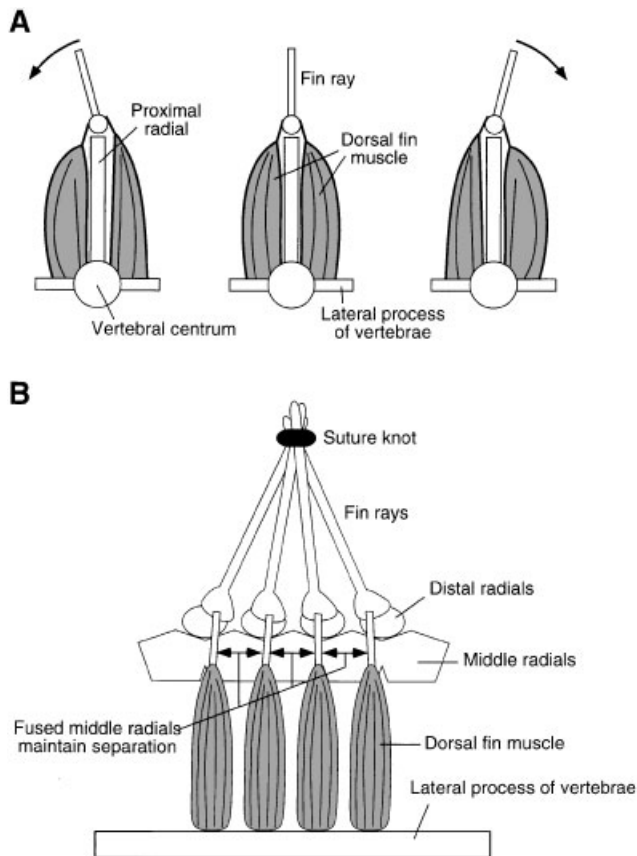 A
Fin ray
Proximal
radial
Dorsal fin
muscle
Vertebral centrum
Lateral process
of vertebrae
B
Suture knot
Fin rays
Distal radials
Middle radials
Fused middle radials
maintain separation
Dorsal fin muscle
Lateral process of vertebrae